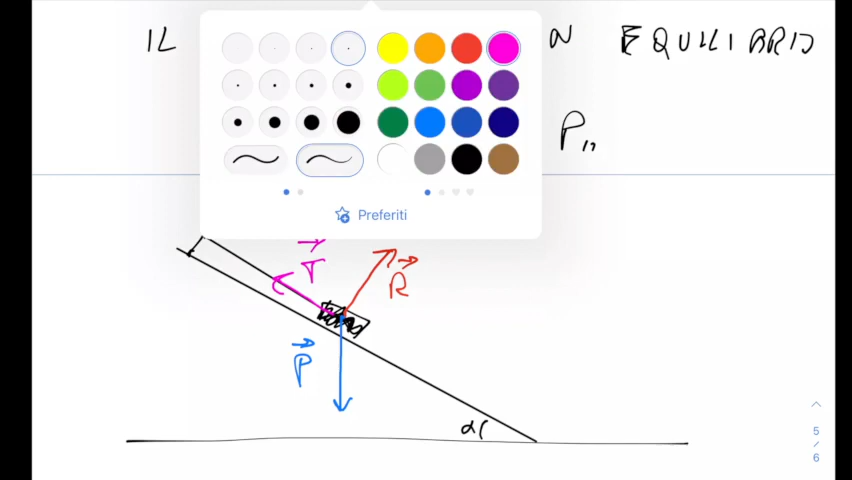 IL N EQUILIBRIO
P,,
Preferiti
T
R
P
α
5
/
6